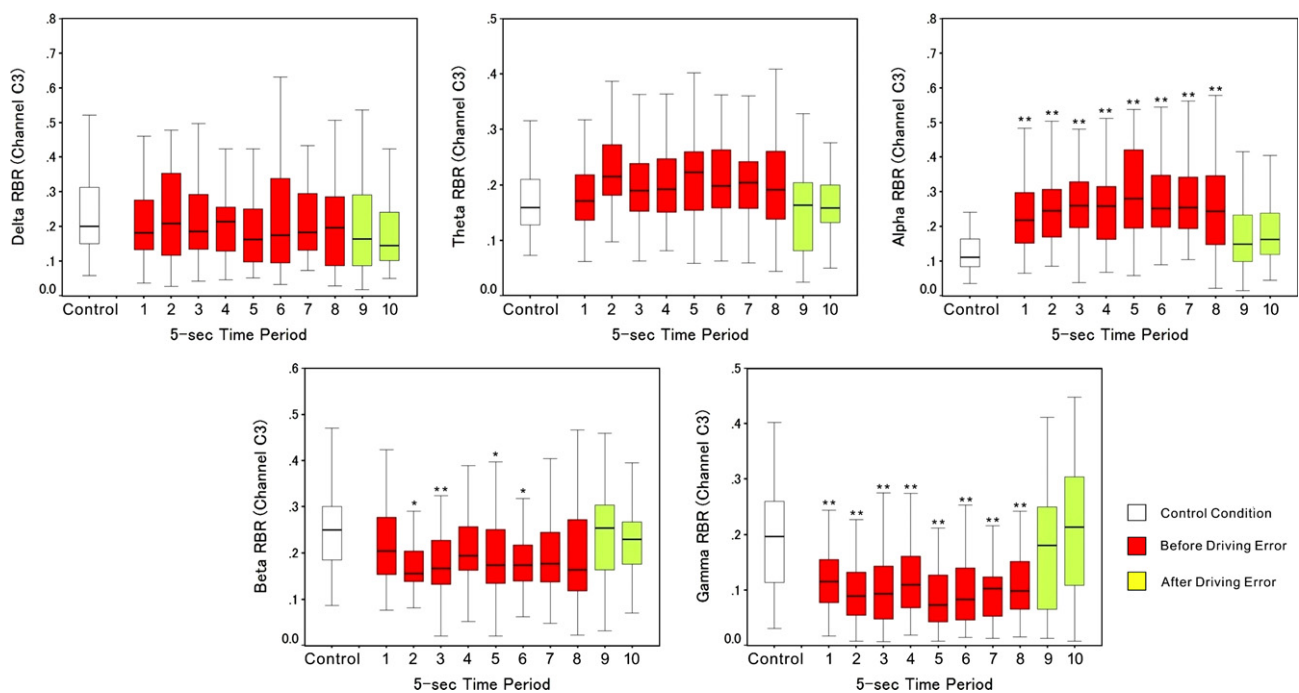 Delta RBR (Channel C3)
.8
.7
.6
.5
.4
.3
.2
.1
0.0
Control 1 2 3 4 5 6 7 8 9 10
5-sec Time Period
Theta RBR (Channel C3)
.5
.4
.3
.2
.1
0.0
Control 1 2 3 4 5 6 7 8 9 10
5-sec Time Period
Alpha RBR (Channel C3)
.8
.7
.6
.5
.4
.3
.2
.1
0.0
** ** ** ** ** ** ** **
Control 1 2 3 4 5 6 7 8 9 10
5-sec Time Period
Beta RBR (Channel C3)
.6
.5
.4
.3
.2
.1
0.0
* ** * *
Control 1 2 3 4 5 6 7 8 9 10
5-sec Time Period
Gamma RBR (Channel C3)
.5
.4
.3
.2
.1
0.0
** ** ** ** ** ** ** **
Control 1 2 3 4 5 6 7 8 9 10
5-sec Time Period
Control Condition
Before Driving Error
After Driving Error